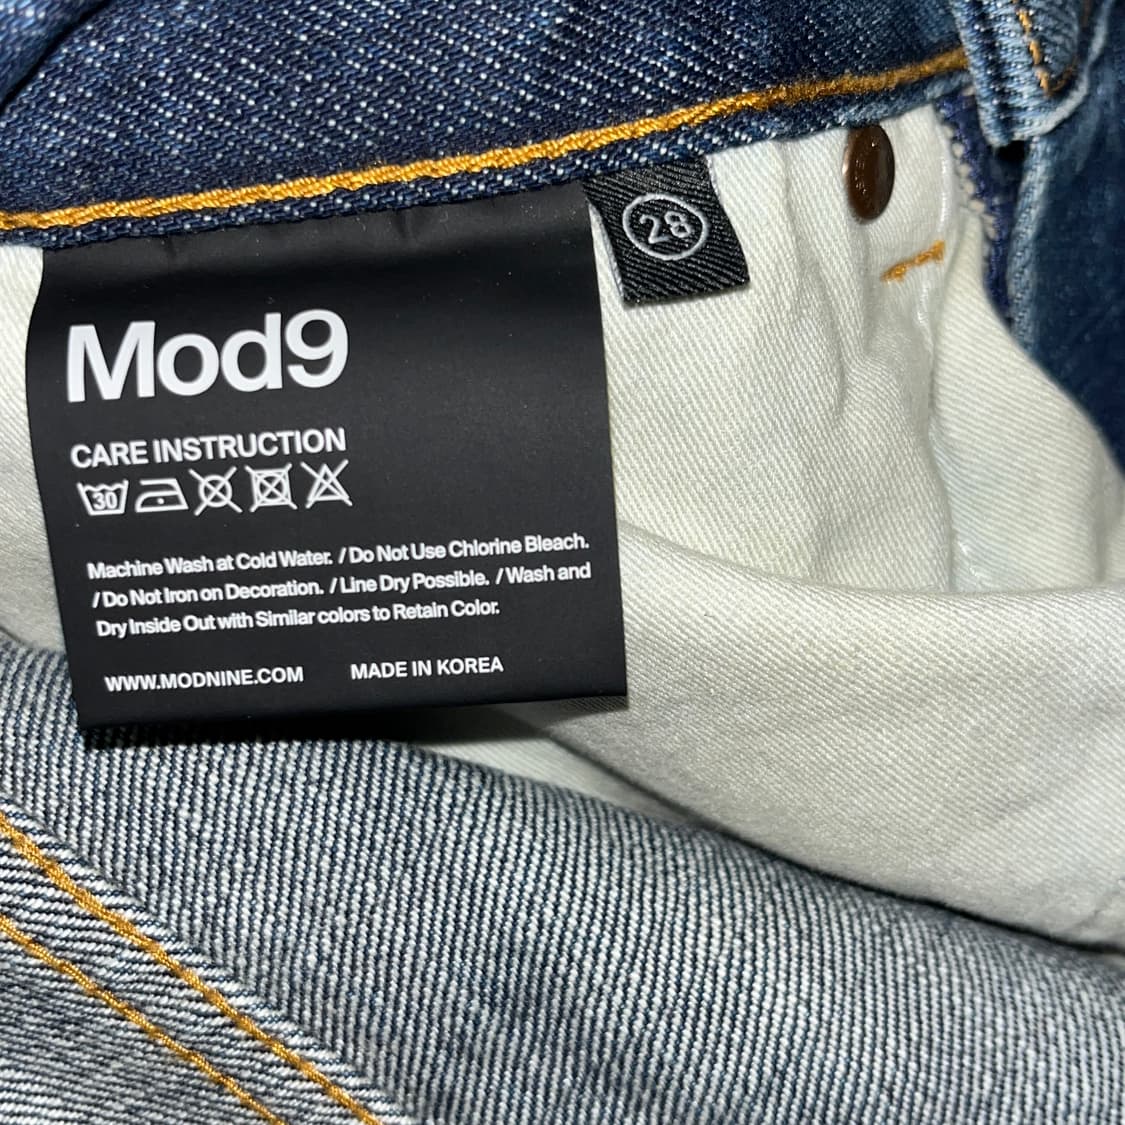 28
Mod9
CARE INSTRUCTION
30
Machine Wash at Cold Water. / Do Not Use Chlorine Bleach.
/ Do Not Iron on Decoration. / Line Dry Possible. / Wash and
Dry Inside Out with Similar colors to Retain Color.
WWW.MODNINE.COM MADE IN KOREA